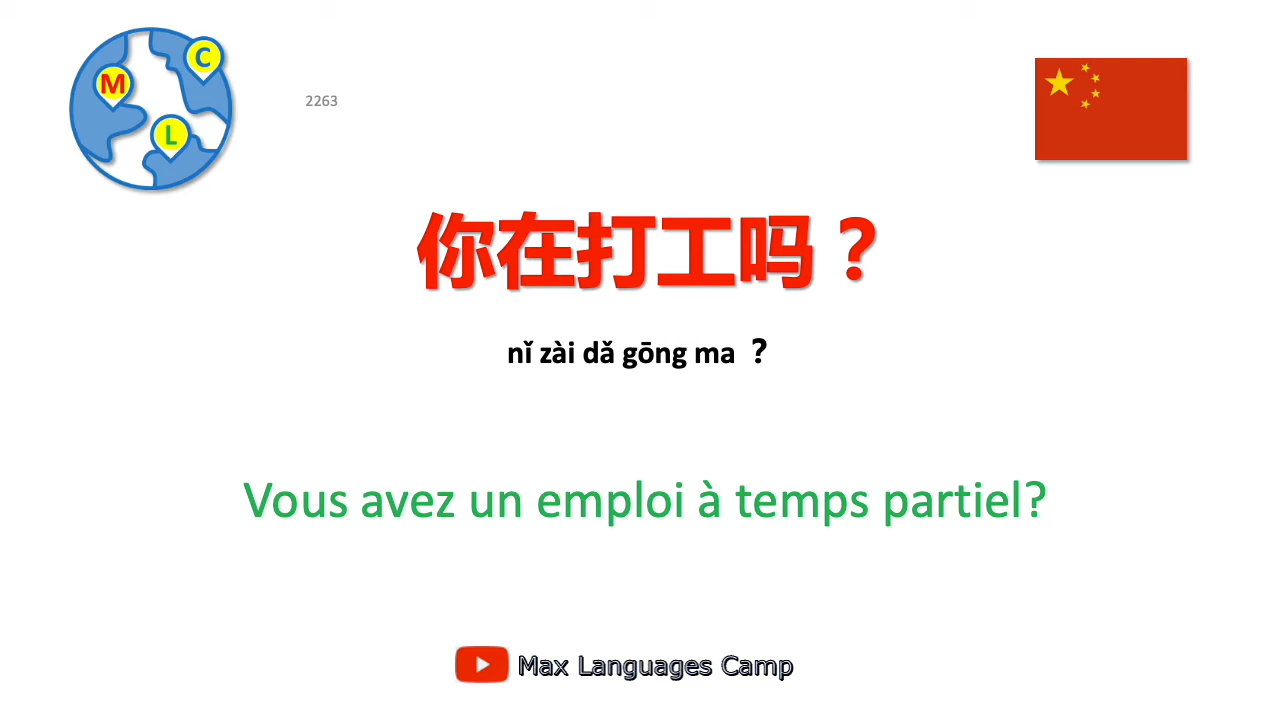 M
C
L
2263
你在打工吗？
nǐ zài dǎ gōng ma ?
Vous avez un emploi à temps partiel?
Max Languages Camp